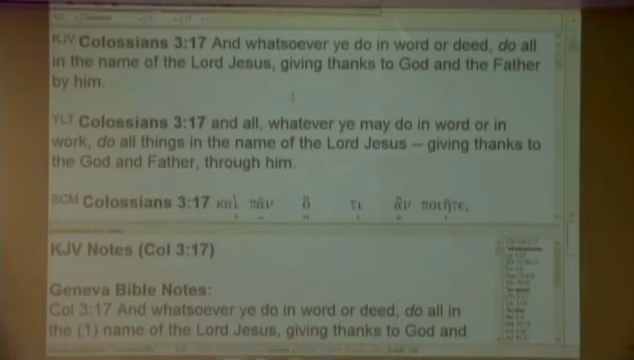 KJV Colossians 3:17 And whatsoever ye do in word or deed, do all
in the name of the Lord Jesus, giving thanks to God and the Father
by him.
YLT Colossians 3:17 and all, whatever ye may do in word or in
work, do all things in the name of the Lord Jesus -- giving thanks to
the God and Father, through him.
SCM Colossians 3:17 καὶ πᾶν ὅ τι ἂν ποιῆτε,
KJV Notes (Col 3:17)
Geneva Bible Notes:
Col 3:17 And whatsoever ye do in word or deed, do all in
the (1) name of the Lord Jesus, giving thanks to God and